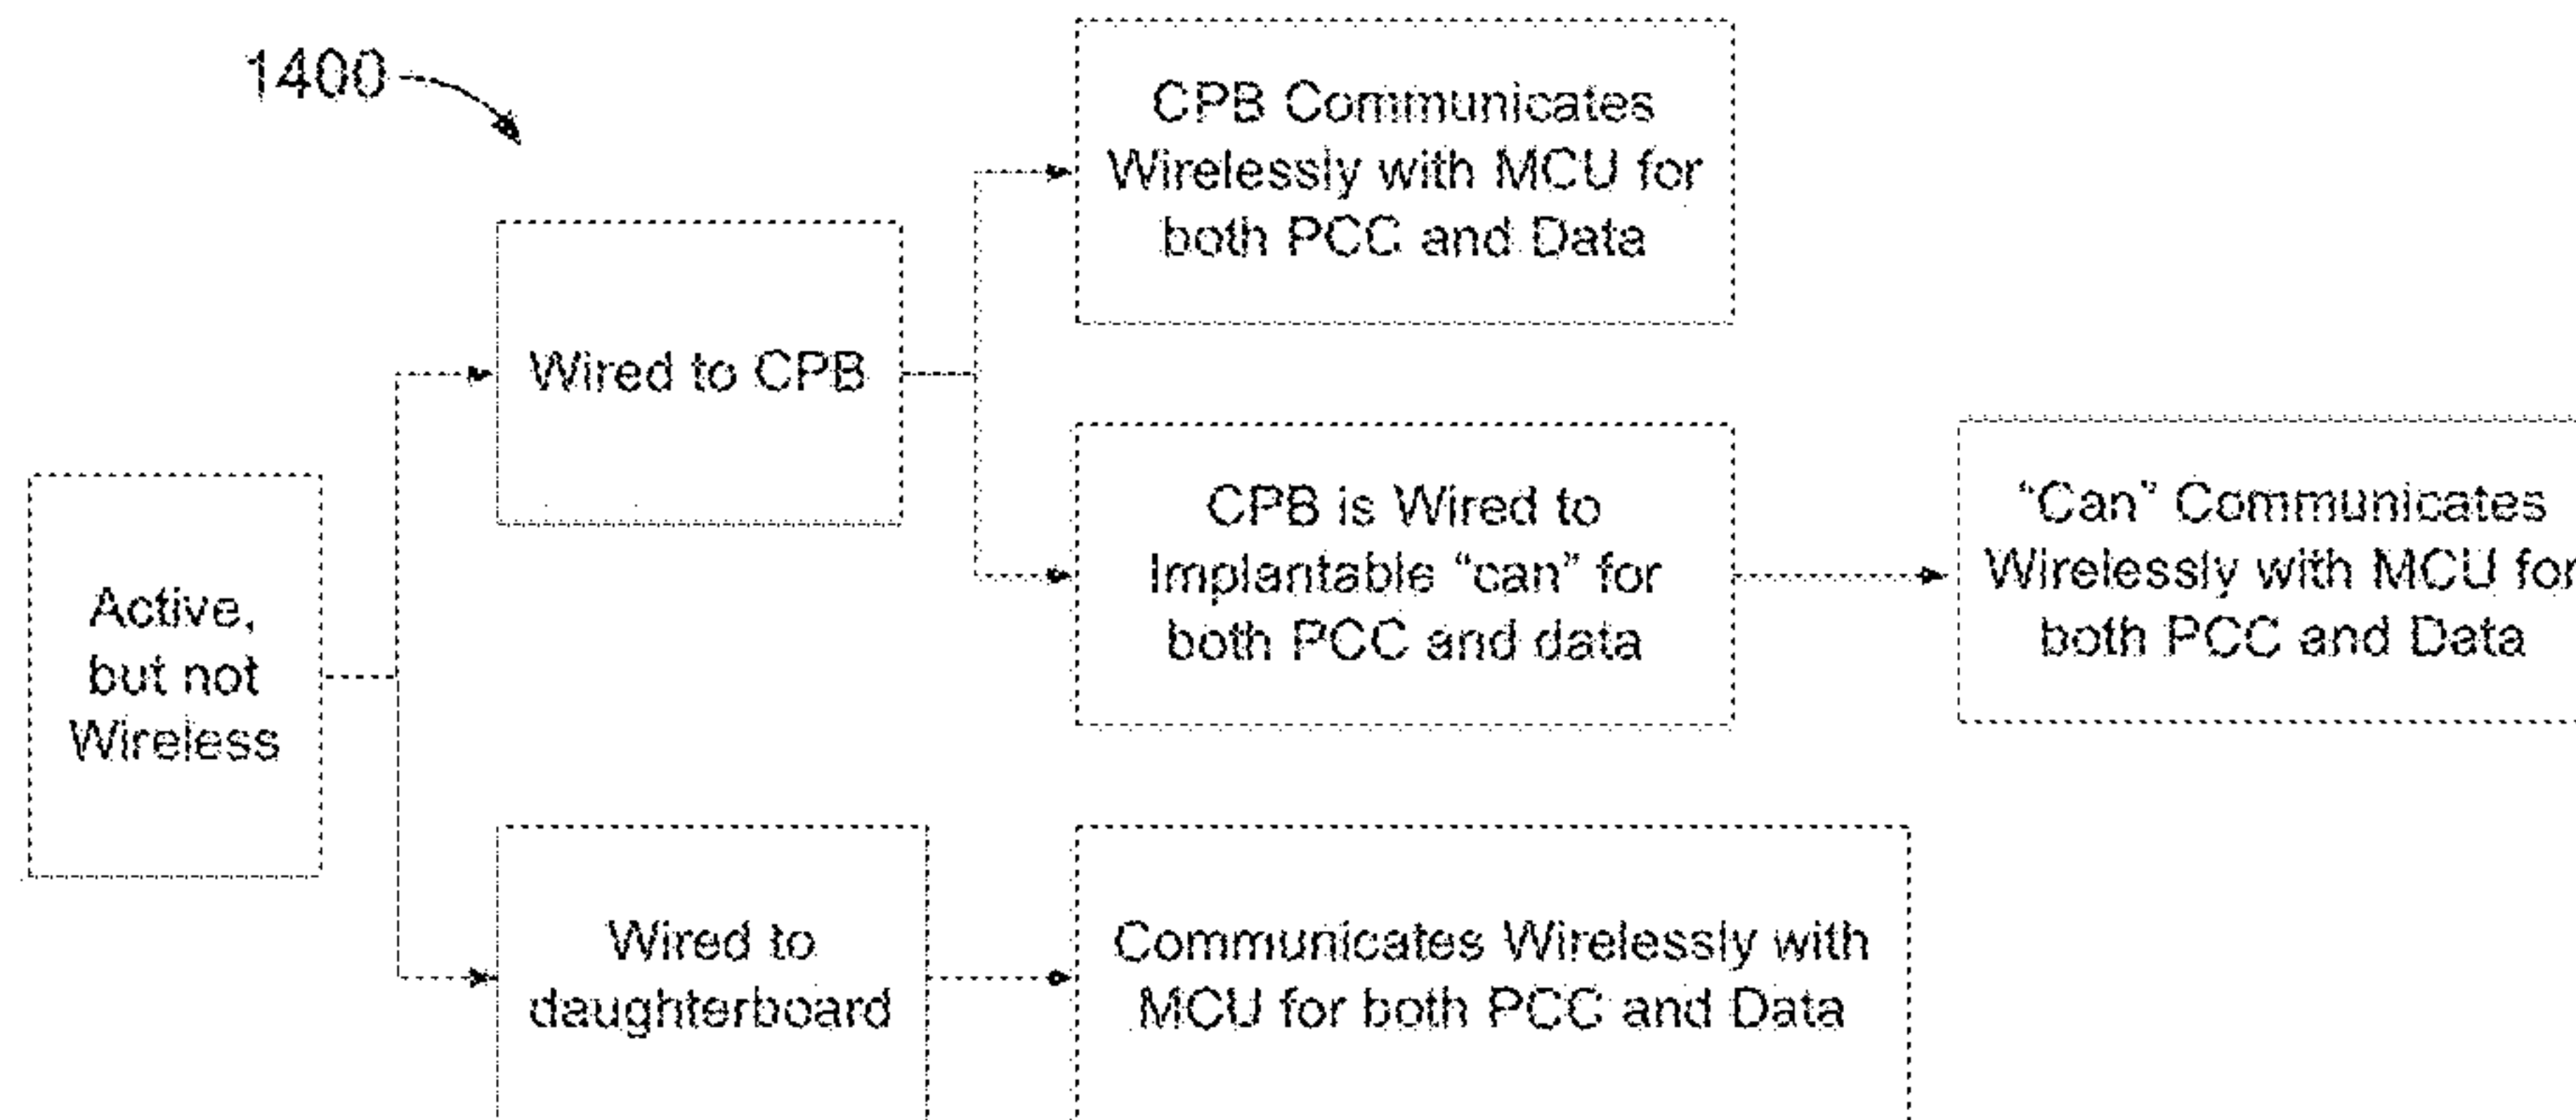 1400
CPB Communicates
Wirelessly with MCU for
both PCC and Data
Wired to CPB
CPB is Wired to
Implantable “can” for
both PCC and data
“Can” Communicates
Wirelessly with MCU for
both PCC and Data
Active,
but not
Wireless
Wired to
daughterboard
Communicates Wirelessly with
MCU for both PCC and Data